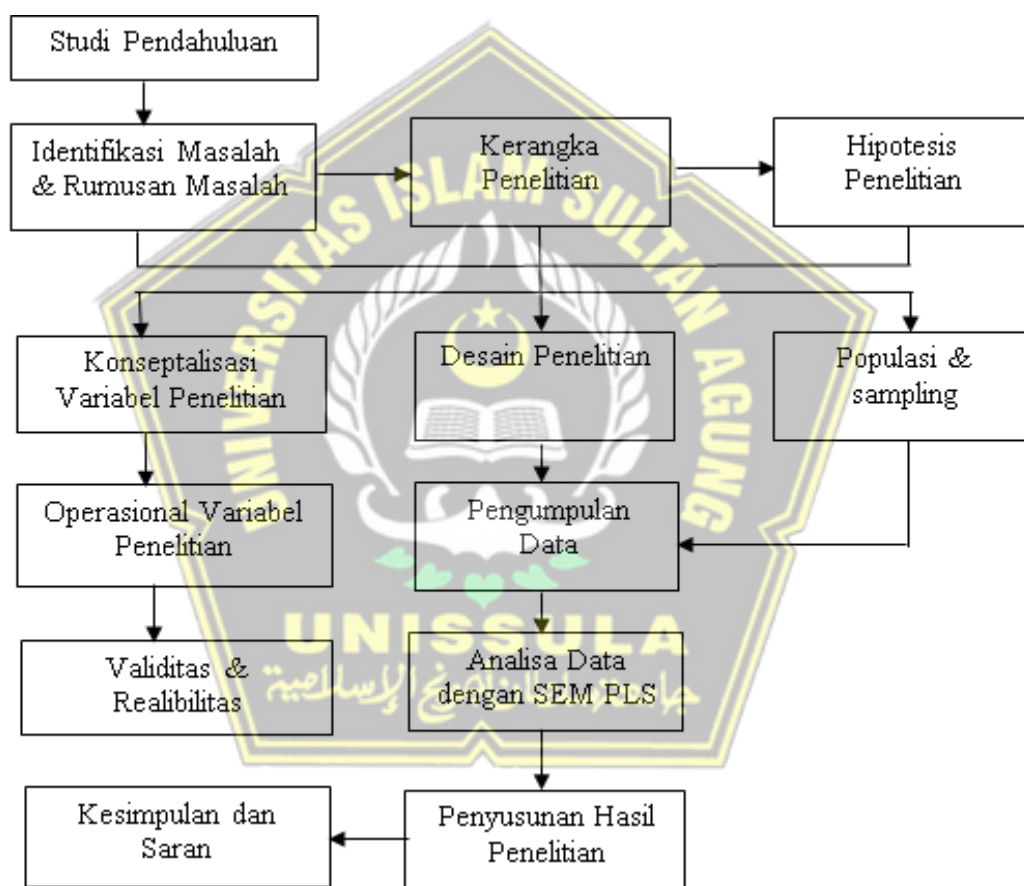 Studi Pendahuluan
Identifikasi Masalah
& Rumusan Masalah
Kerangka
Penelitian
Hipotesis
Penelitian
UNIVERSITAS ISLAM SULTAN AGUNG
Konseptalisasi
Variabel Penelitian
Desain Penelitian
Populasi &
sampling
Operasional Variabel
Penelitian
Pengumpulan
Data
UNISSULA
Validitas &
Realibilitas
Analisa Data
dengan SEM PLS
Kesimpulan dan
Saran
Penyusunan Hasil
Penelitian